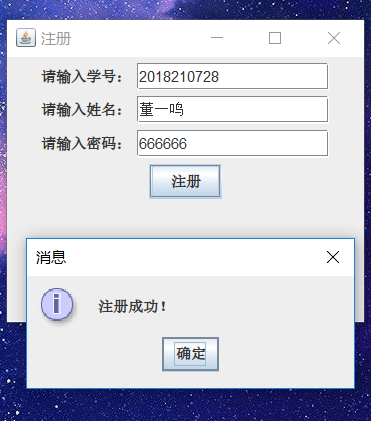 注册
请输入学号： 2018210728
请输入姓名： 董一鸣
请输入密码： 666666
注册
消息
注册成功！
确定